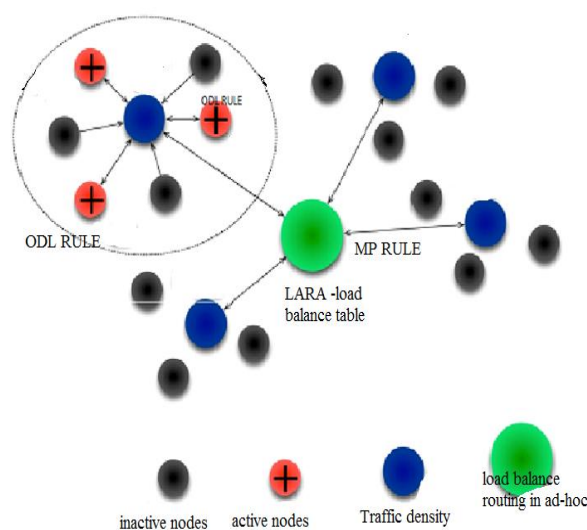 ODL RULE
ODL RULE
MP RULE
LARA -load
balance table
inactive nodes
active nodes
Traffic density
load balance
routing in ad-hoc